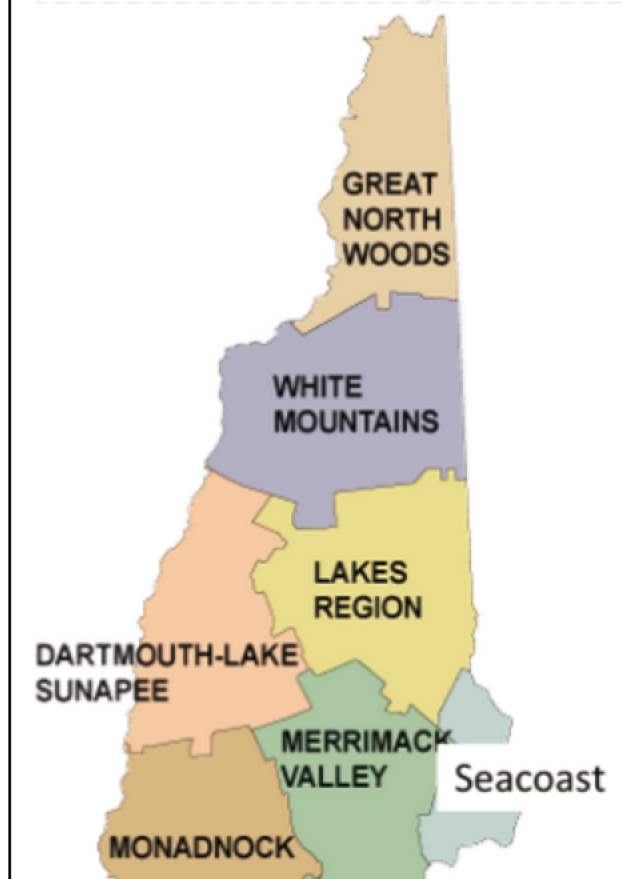 GREAT
NORTH
WOODS
WHITE
MOUNTAINS
LAKES
REGION
DARTMOUTH-LAKE
SUNAPEE
MERRIMACK
VALLEY
Seacoast
MONADNOCK